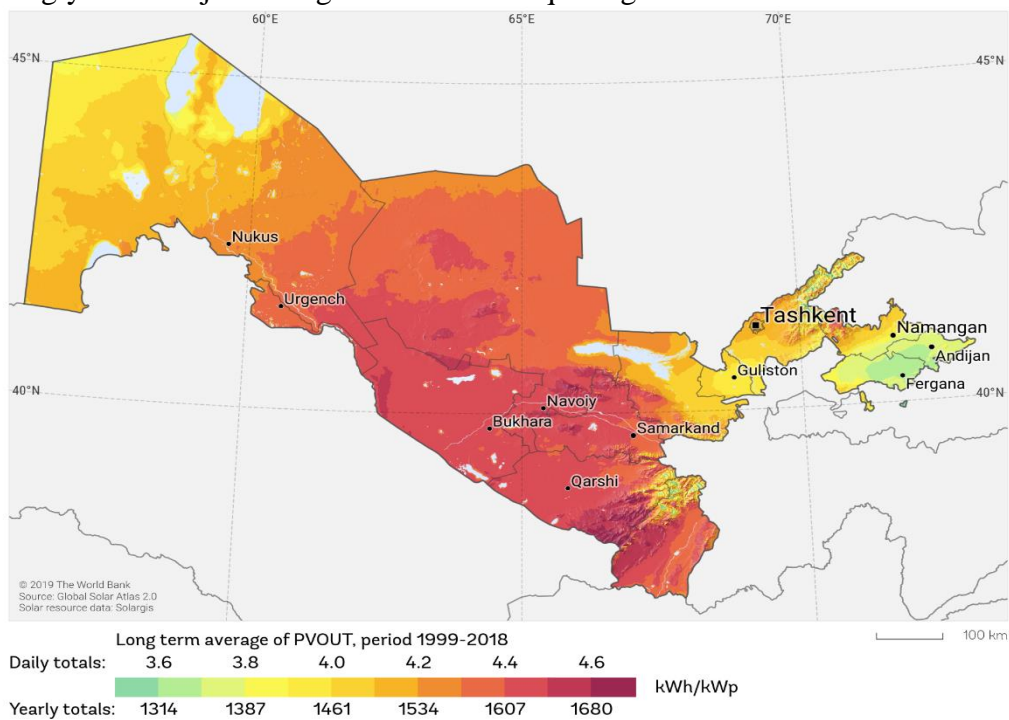 60°E 65°E 70°E
45°N 45°N
Nukus
Urgench
Tashkent
Namangan
Andijan
Guliston
Fergana
40°N 40°N
Navoiy
Bukhara
Samarkand
Qarshi
© 2019 The World Bank
Source: Global Solar Atlas 2.0
Solar resource data: Solargis
Long term average of PVOUT, period 1999-2018
100 km
Daily totals: 3.6 3.8 4.0 4.2 4.4 4.6
kWh/kWp
Yearly totals: 1314 1387 1461 1534 1607 1680